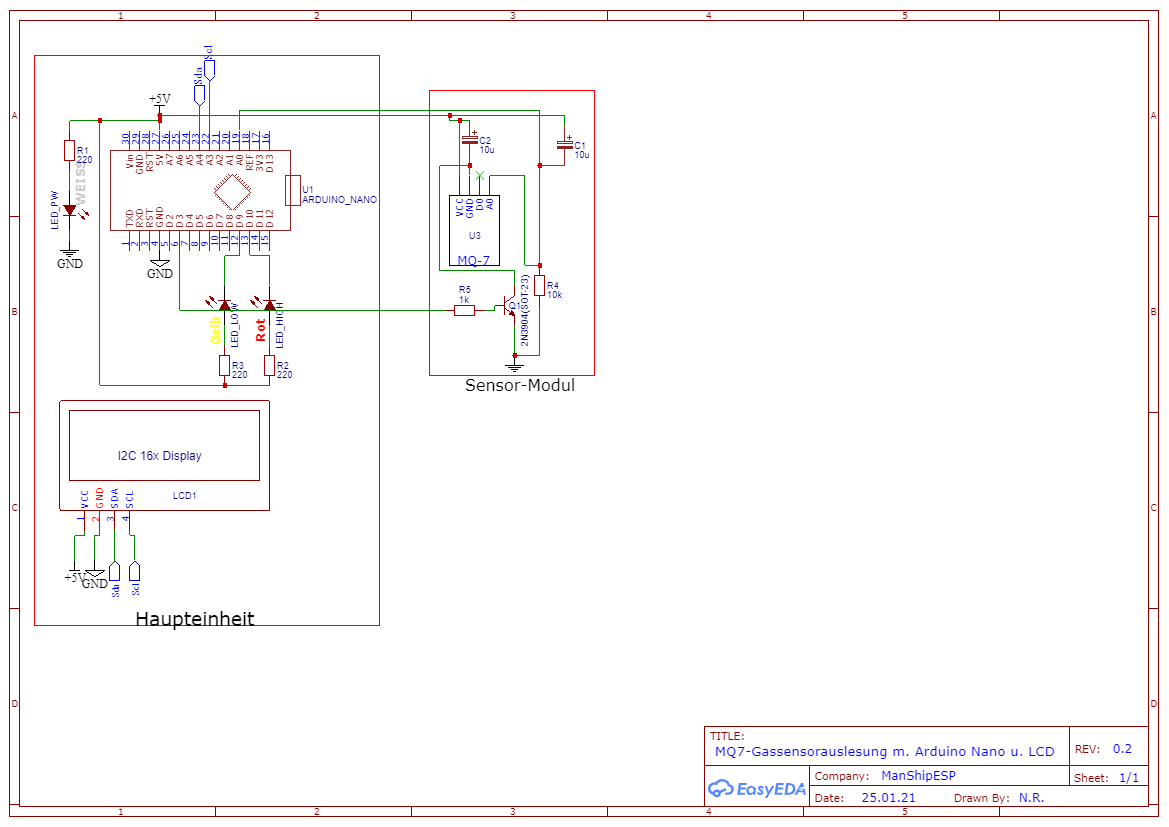 1 2 3 4 5
A
B
C
D
A
B
C
D
1 2 3 4 5
Scl
Sda
+5V
30 29 28 27 26 25 24 23 22 21 20 19 18 17 16
Vin GND RST 5V A7 A6 A5 A4 A3 A2 A1 A0 REF 3V3 D13
TXD RXD RST GND D2 D3 D4 D5 D6 D7 D8 D9 D10 D11 D12
1 2 3 4 5 6 7 8 9 10 11 12 13 14 15
U1
ARDUINO_NANO
R1
220
WEISS
LED_PW
GND
GND
Gelb
LED_LOW
Rot
LED_HIGH
R3
220
R2
220
I2C 16x Display
LCD1
VCC GND SDA SCL
1 2 3 4
+5V
GND
Sda
Scl
Haupteinheit
C2
10u
C1
10u
VCC GND D0 A0
U3
MQ-7
R5
1k
Q1
2N3904(SOT-23)
R4
10k
Sensor-Modul
TITLE:
MQ7-Gassensorauslesung m. Arduino Nano u. LCD
REV: 0.2
EasyEDA
Company: ManShipESP
Sheet: 1/1
Date: 25.01.21
Drawn By: N.R.